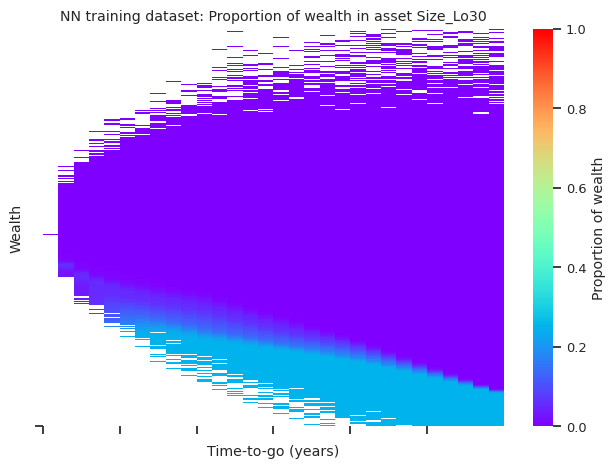 NN training dataset: Proportion of wealth in asset Size_Lo30
1.0
0.8
0.6
0.4
0.2
0.0
Proportion of wealth
Wealth
Time-to-go (years)